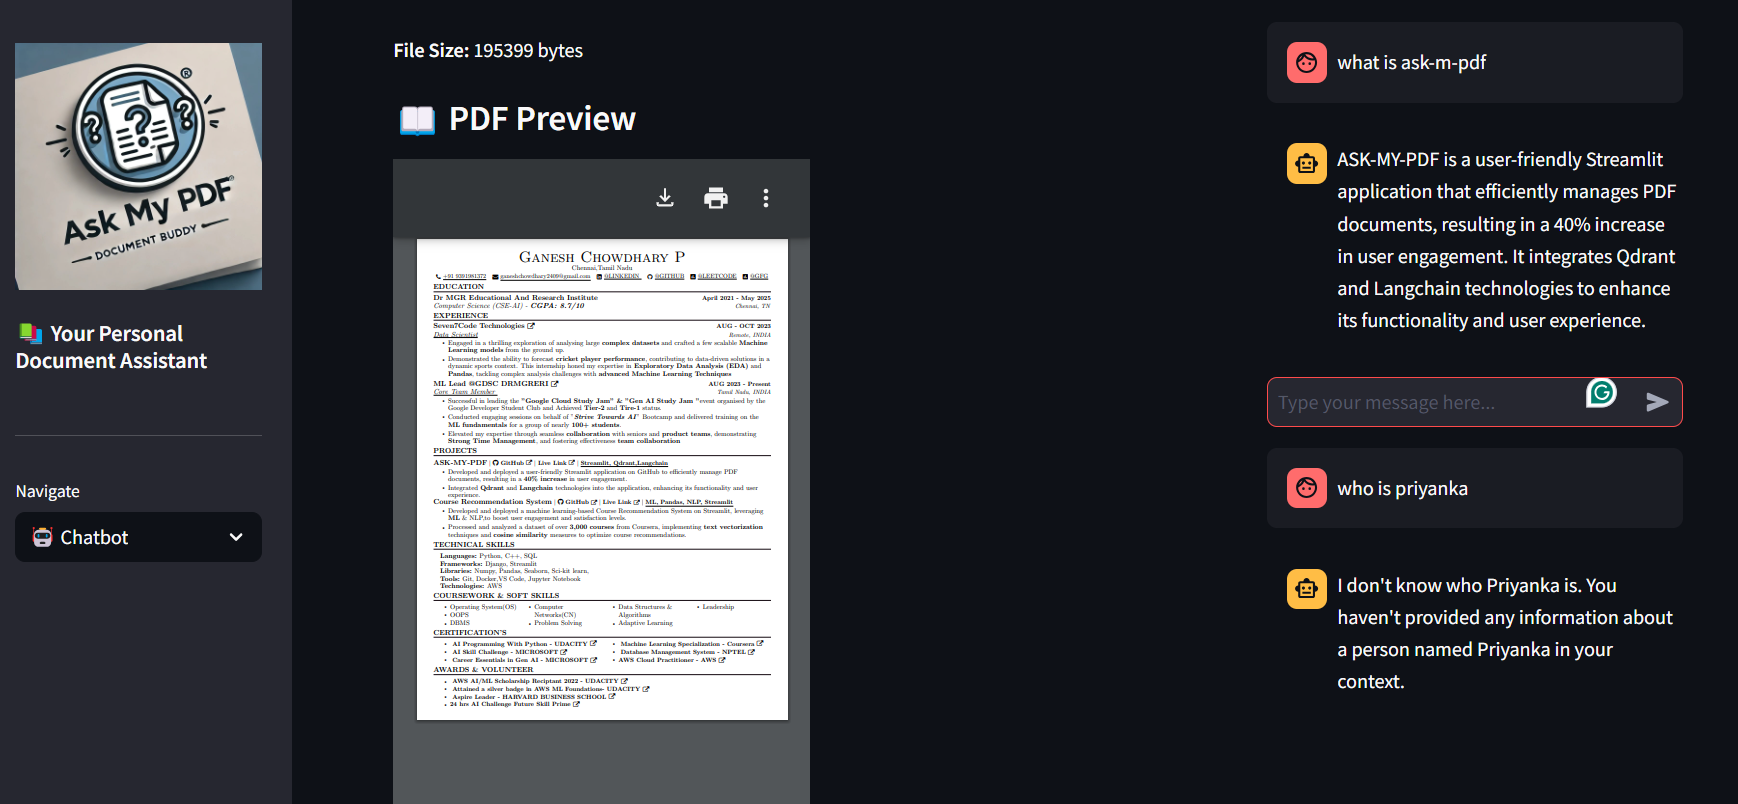 ®
Ask My PDF
DOCUMENT BUDDY
Your Personal
Document Assistant
Navigate
Chatbot
File Size: 195399 bytes
PDF Preview
GANESH CHOWDHARY P
Chennai,Tamil Nadu
+91 9391981372 ganeshchowdhary2409@gmail.com @LINKEDIN @GITHUB @LEETCODE @GFG
EDUCATION
Dr MGR Educational And Research Institute April 2021 - May 2025
Computer Science (CSE-AI) - CGPA: 8.7/10 Chennai, TN
EXPERIENCE
Seven7Code Technologies AUG - OCT 2023
Data Scientist Remote, INDIA
• Engaged in a thrilling exploration of analysing large complex datasets and crafted a few scalable Machine
Learning models from the ground up.
• Demonstrated the ability to forecast cricket player performance, contributing to data-driven solutions in a
dynamic sports context. This internship honed my expertise in Exploratory Data Analysis (EDA) and
Pandas, tackling complex analysis challenges with advanced Machine Learning Techniques
ML Lead @GDSC DRMGRERI AUG 2023 - Present
Core Team Member Tamil Nadu, INDIA
• Successful in leading the "Google Cloud Study Jam" & "Gen AI Study Jam "event organised by the
Google Developer Student Club and Achieved Tier-2 and Tire-1 status.
• Conducted engaging sessions on behalf of "Strive Towards AI" Bootcamp and delivered training on the
ML fundamentals for a group of nearly 100+ students.
• Elevated my expertise through seamless collaboration with seniors and product teams, demonstrating
Strong Time Management, and fostering effectiveness team collaboration
PROJECTS
ASK-MY-PDF | GitHub | Live Link | Streamlit, Qdrant,Langchain
• Developed and deployed a user-friendly Streamlit application on GitHub to efficiently manage PDF
documents, resulting in a 40% increase in user engagement.
• Integrated Qdrant and Langchain technologies into the application, enhancing its functionality and user
experience.
Course Recommendation System | GitHub | Live Link | ML, Pandas, NLP, Streamlit
• Developed and deployed a machine learning-based Course Recommendation System on Streamlit, leveraging
ML & NLP,to boost user engagement and satisfaction levels.
• Processed and analyzed a dataset of over 3,000 courses from Coursera, implementing text vectorization
techniques and cosine similarity measures to optimize course recommendations.
TECHNICAL SKILLS
Languages: Python, C++, SQL
Frameworks: Django, Streamlit
Libraries: Numpy, Pandas, Seaborn, Sci-kit learn,
Tools: Git, Docker,VS Code, Jupyter Notebook
Technologies: AWS
COURSEWORK & SOFT SKILLS
• Operating System(OS) • Computer • Data Structures & • Leadership
• OOPS Networks(CN) Algorithms
• DBMS • Problem Solving • Adaptive Learning
CERTIFICATION'S
• AI Programming With Python - UDACITY • Machine Learning Specialization - Coursera
• AI Skill Challenge - MICROSOFT • Database Management System - NPTEL
• Career Essentials in Gen AI - MICROSOFT • AWS Cloud Practitioner - AWS
AWARDS & VOLUNTEER
• AWS AI/ML Scholarship Reciptant 2022 - UDACITY
• Attained a silver badge in AWS ML Foundations- UDACITY
• Aspire Leader - HARVARD BUSINESS SCHOOL
• 24 hrs AI Challenge Future Skill Prime
what is ask-m-pdf
ASK-MY-PDF is a user-friendly Streamlit
application that efficiently manages PDF
documents, resulting in a 40% increase
in user engagement. It integrates Qdrant
and Langchain technologies to enhance
its functionality and user experience.
Type your message here...
who is priyanka
I don't know who Priyanka is. You
haven't provided any information about
a person named Priyanka in your
context.